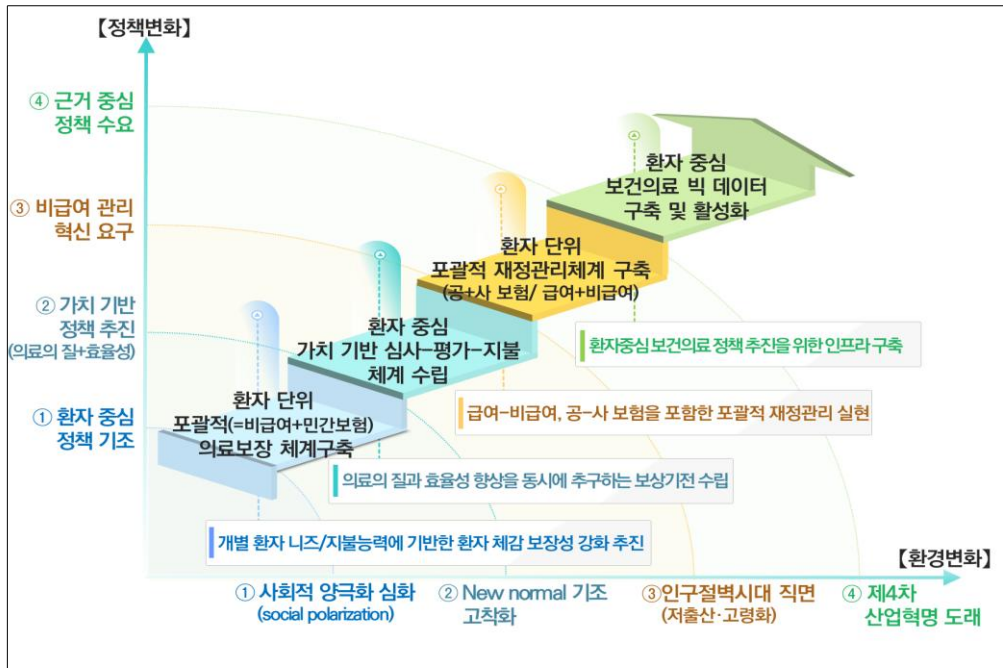 【정책변화】
④ 근거 중심
정책 수요
③ 비급여 관리
혁신 요구
② 가치 기반
정책 추진
(의료의 질+효율성)
① 환자 중심
정책 기조
환자 중심
보건의료 빅 데이터
구축 및 활성화
환자 단위
포괄적 재정관리체계 구축
(공+사 보험/ 급여+비급여)
환자 중심
가치 기반 심사-평가-지불
체계 수립
환자 단위
포괄적(=비급여+민간보험)
의료보장 체계구축
환자중심 보건의료 정책 추진을 위한 인프라 구축
급여-비급여, 공-사 보험을 포함한 포괄적 재정관리 실현
의료의 질과 효율성 향상을 동시에 추구하는 보상기전 수립
개별 환자 니즈/지불능력에 기반한 환자 체감 보장성 강화 추진
【환경변화】
① 사회적 양극화 심화
(social polarization)
② New normal 기조
고착화
③인구절벽시대 직면
(저출산·고령화)
④ 제4차
산업혁명 도래